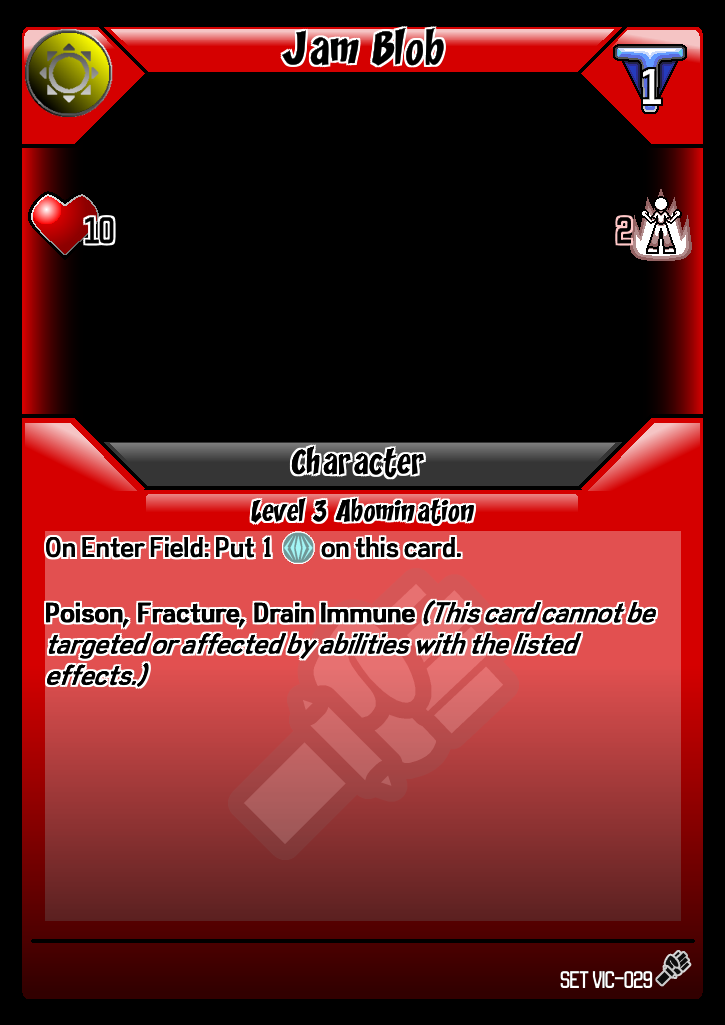 Jam Blob
1
10
2
Character
Level 3 Abomination
On Enter Field: Put 1 on this card.
Poison, Fracture, Drain Immune (This card cannot be
targeted or affected by abilities with the listed
effects.)
SET VIC-029